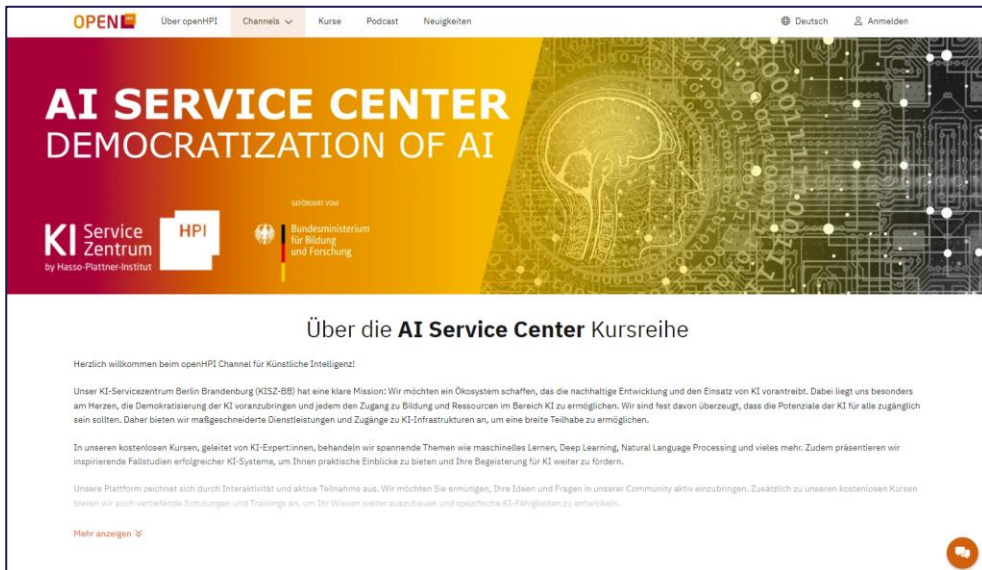 OPEN HPI Über openHPI Channels Kurse Podcast Neuigkeiten Deutsch Anmelden
AI SERVICE CENTER
DEMOCRATIZATION OF AI
GEFÖRDERT VOM
KI Service Zentrum
by Hasso-Plattner-Institut
HPI
Bundesministerium
für Bildung
und Forschung
Über die AI Service Center Kursreihe
Herzlich willkommen beim openHPI Channel für Künstliche Intelligenz!
Unser KI-Servicezentrum Berlin Brandenburg (KISZ-BB) hat eine klare Mission: Wir möchten ein Ökosystem schaffen, das die nachhaltige Entwicklung und den Einsatz von KI vorantreibt. Dabei liegt uns besonders
am Herzen, die Demokratisierung der KI voranzubringen und jedem den Zugang zu Bildung und Ressourcen im Bereich KI zu ermöglichen. Wir sind fest davon überzeugt, dass die Potenziale der KI für alle zugänglich
sein sollten. Daher bieten wir maßgeschneiderte Dienstleistungen und Zugänge zu KI-Infrastrukturen an, um eine breite Teilhabe zu ermöglichen.
In unseren kostenlosen Kursen, geleitet von KI-Expert:innen, behandeln wir spannende Themen wie maschinelles Lernen, Deep Learning, Natural Language Processing und vieles mehr. Zudem präsentieren wir
inspirierende Fallstudien erfolgreicher KI-Systeme, um Ihnen praktische Einblicke zu bieten und Ihre Begeisterung für KI weiter zu fördern.
Unsere Plattform zeichnet sich durch Interaktivität und aktive Teilnahme aus. Wir möchten Sie ermutigen, Ihre Ideen und Fragen in unserer Community aktiv einzubringen. Zusätzlich zu unseren kostenlosen Kursen
bieten wir auch vertiefende Schulungen und Trainings an, um Ihr Wissen weiter auszubauen und spezifische KI-Fähigkeiten zu entwickeln.
Mehr anzeigen